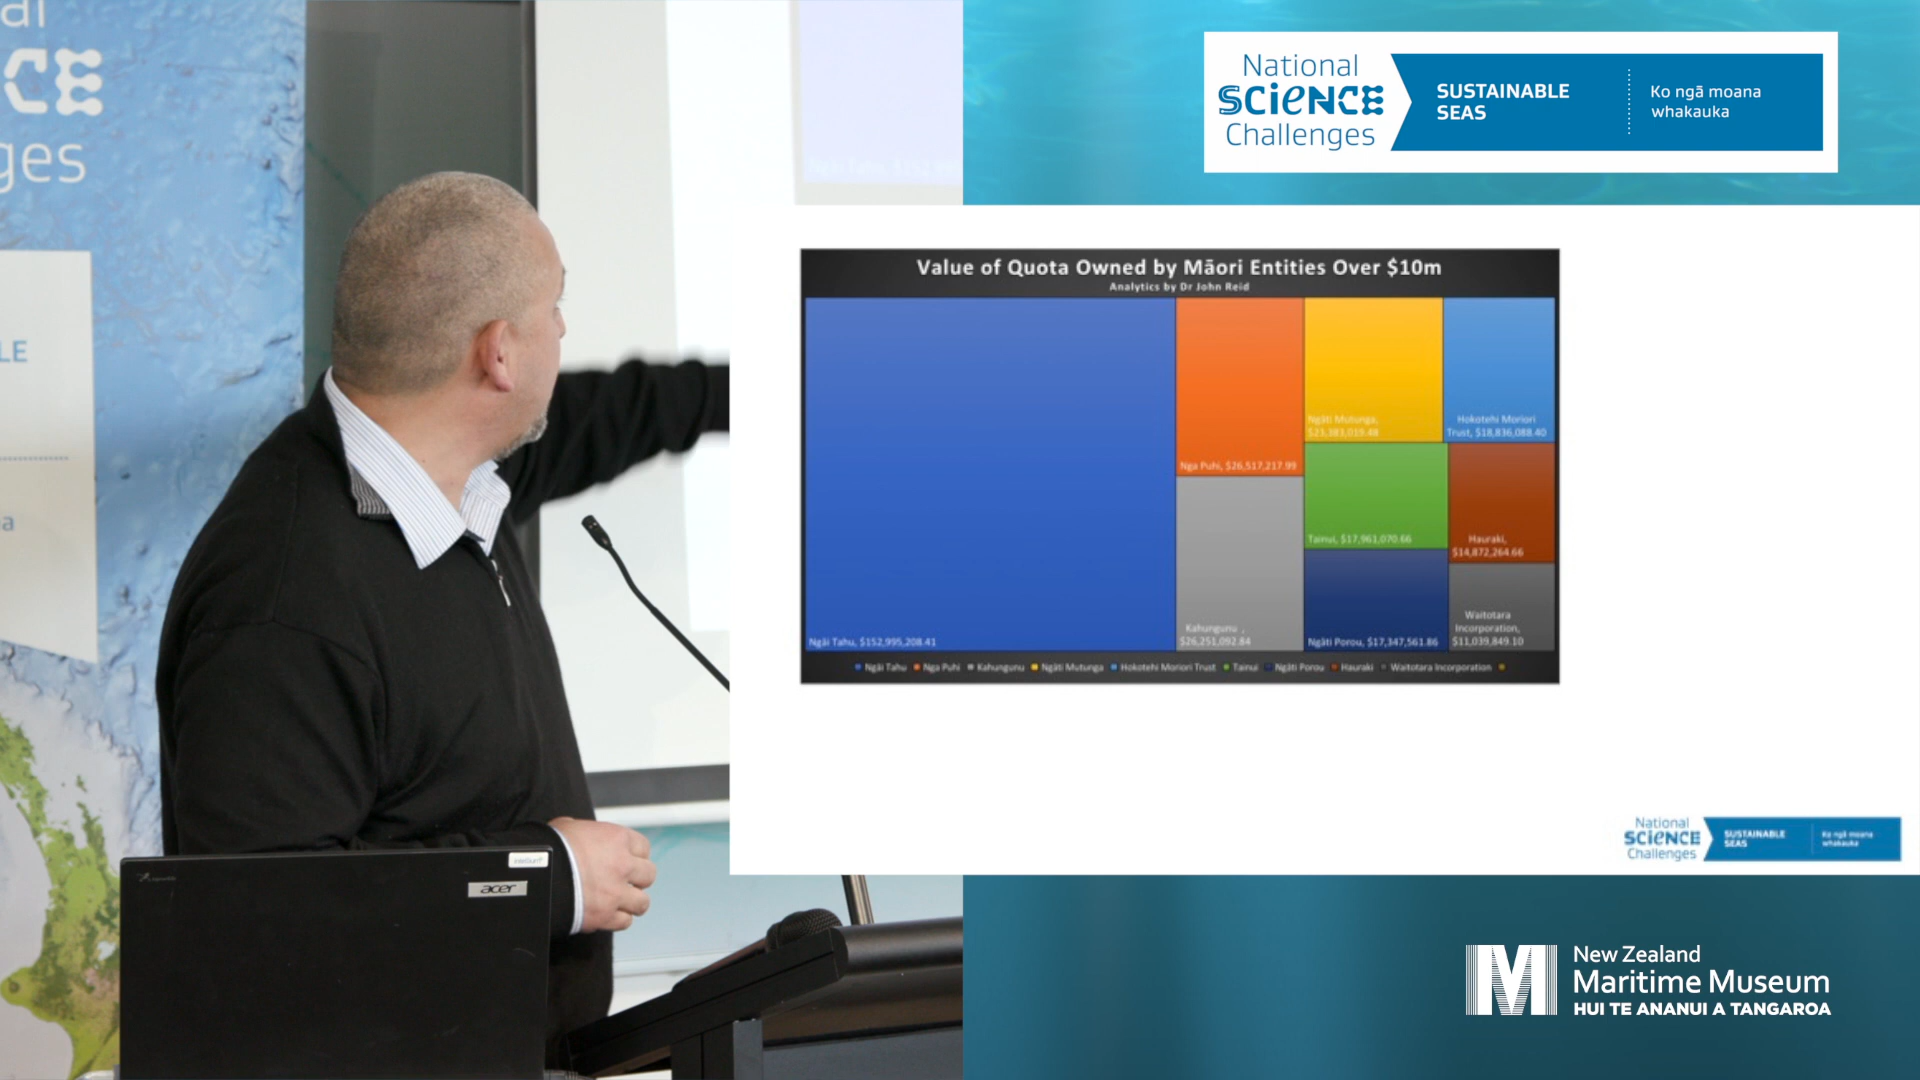 al
CE
ges
LE
a
acer
National
SCiENCE
Challenges
SUSTAINABLE
SEAS
Ko ngā moana
whakauka
Value of Quota Owned by Māori Entities Over $10m
Analytics by Dr John Reid
Ngāi Tahu, $152,995,208.41
Nga Puhi, $26,517,217.99
Kahungunu ,
$26,251,092.84
Ngāti Mutunga,
$23,383,039.48
Hokotehi Moriori
Trust, $18,836,088.40
Tainui, $17,961,070.66
Ngāti Porou, $17,347,561.86
Hauraki,
$14,872,264.66
Waitotara
Incorporation,
$11,039,849.10
Ngāi Tahu Nga Puhi Kahungunu Ngāti Mutunga Hokotehi Moriori Trust Tainui Ngāti Porou Hauraki Waitotara Incorporation
National
SCiENCE
Challenges
SUSTAINABLE
SEAS
Ko ngā moana
whakauka
M
New Zealand
Maritime Museum
HUI TE ANANUI A TANGAROA